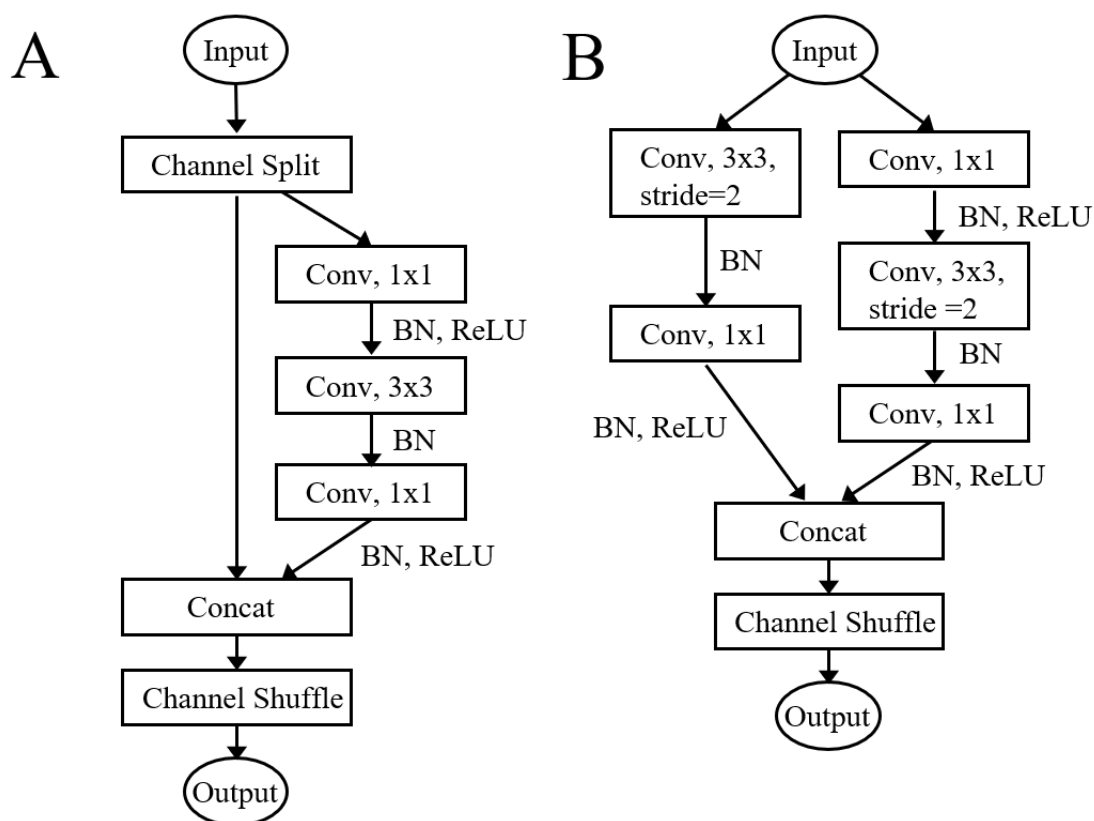 A
Input
Channel Split
Conv, 1x1
BN, ReLU
Conv, 3x3
BN
Conv, 1x1
BN, ReLU
Concat
Channel Shuffle
Output
B
Input
Conv, 3x3,
stride=2
BN
Conv, 1x1
BN, ReLU
Conv, 1x1
BN, ReLU
Conv, 3x3,
stride =2
BN
Conv, 1x1
BN, ReLU
Concat
Channel Shuffle
Output